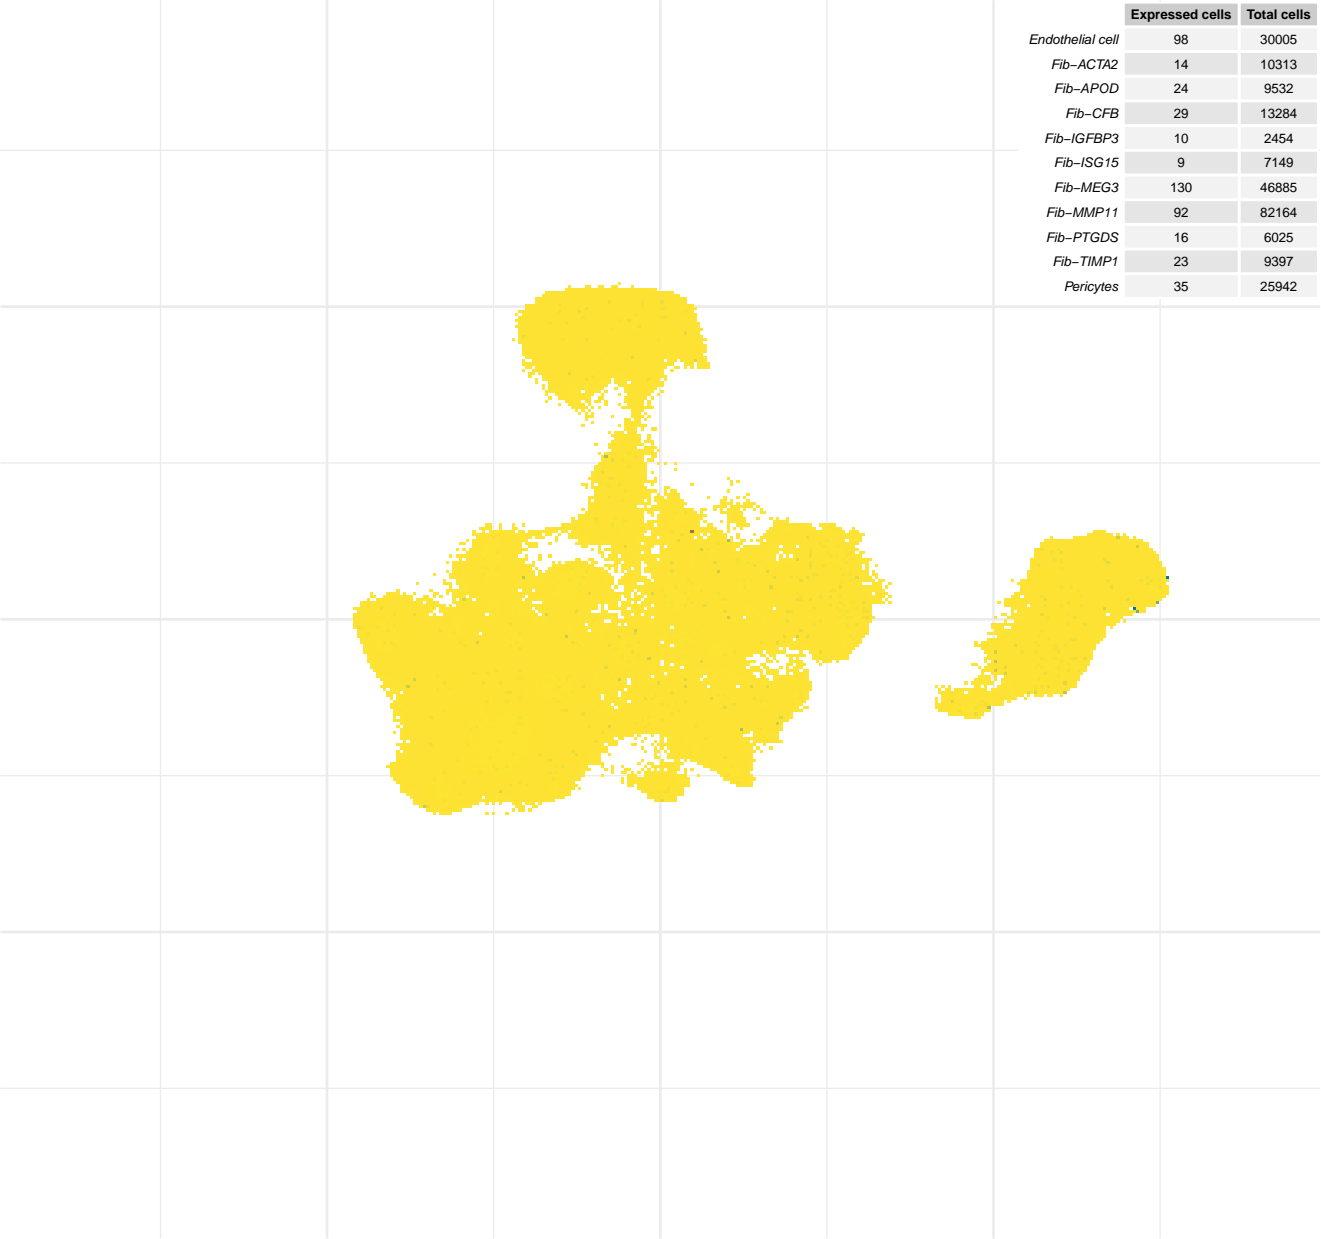 Expressed cells Total cells
Endothelial cell 98 30005
Fib−ACTA2 14 10313
Fib−APOD 24 9532
Fib−CFB 29 13284
Fib−IGFBP3 10 2454
Fib−ISG15 9 7149
Fib−MEG3 130 46885
Fib−MMP11 92 82164
Fib−PTGDS 16 6025
Fib−TIMP1 23 9397
Pericytes 35 25942